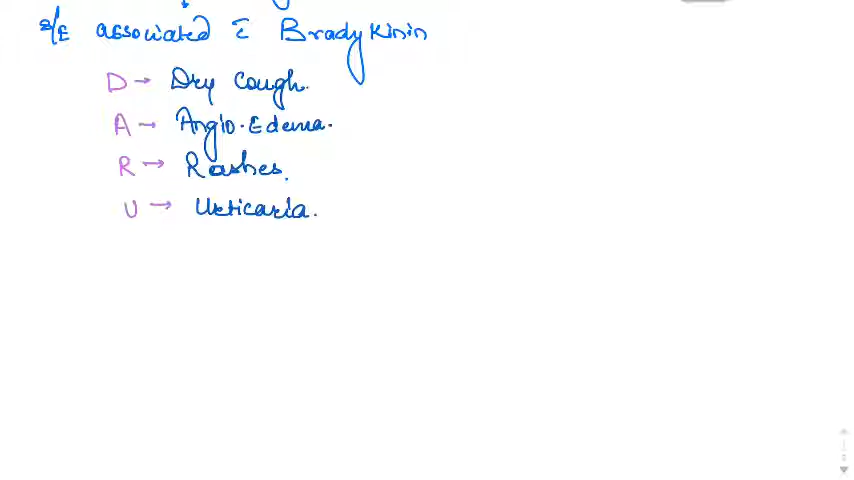 S/E associated c̄ Bradykinin
D → Dry Cough.
A → Angio-Edema.
R → Rashes.
U → Urticaria.